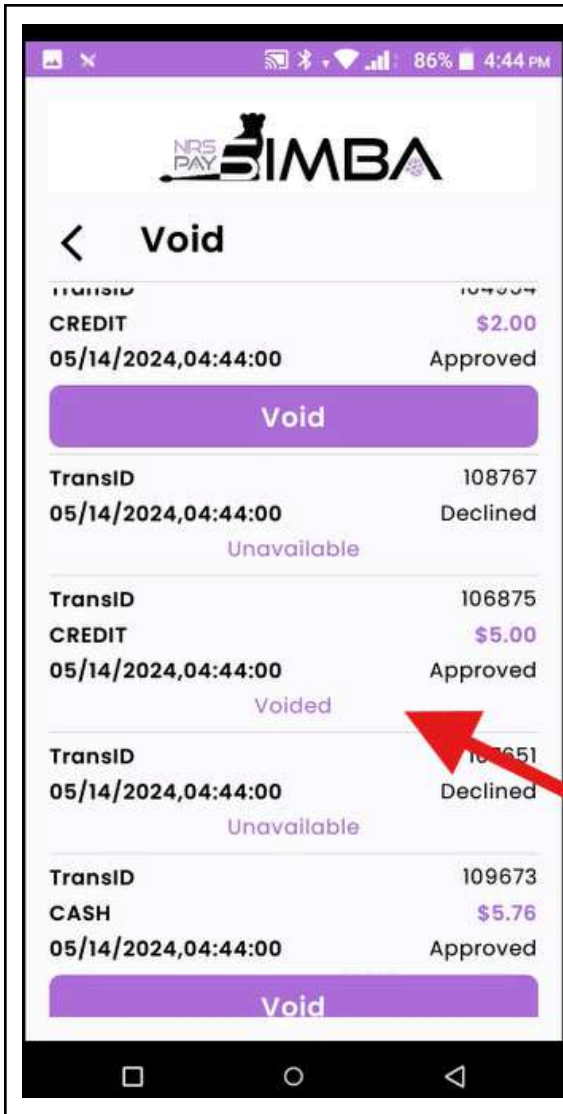 86% 4:44 PM
NRS PAY SIMBA
Void
TransID 104954
CREDIT $2.00
05/14/2024,04:44:00 Approved
Void
TransID 108767
05/14/2024,04:44:00 Declined
Unavailable
TransID 106875
CREDIT $5.00
05/14/2024,04:44:00 Approved
Voided
TransID
05/14/2024,04:44:00 Declined
Unavailable
TransID 109673
CASH $5.76
05/14/2024,04:44:00 Approved
Void